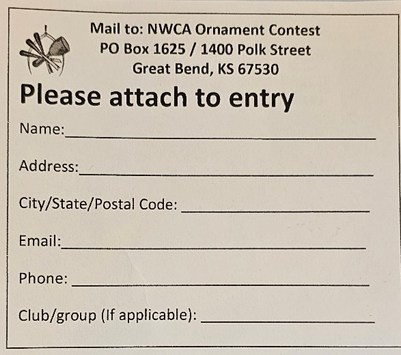 Mail to: NWCA Ornament Contest
PO Box 1625 / 1400 Polk Street
Great Bend, KS 67530
Please attach to entry
Name:
Address:
City/State/Postal Code:
Email:
Phone:
Club/group (If applicable):